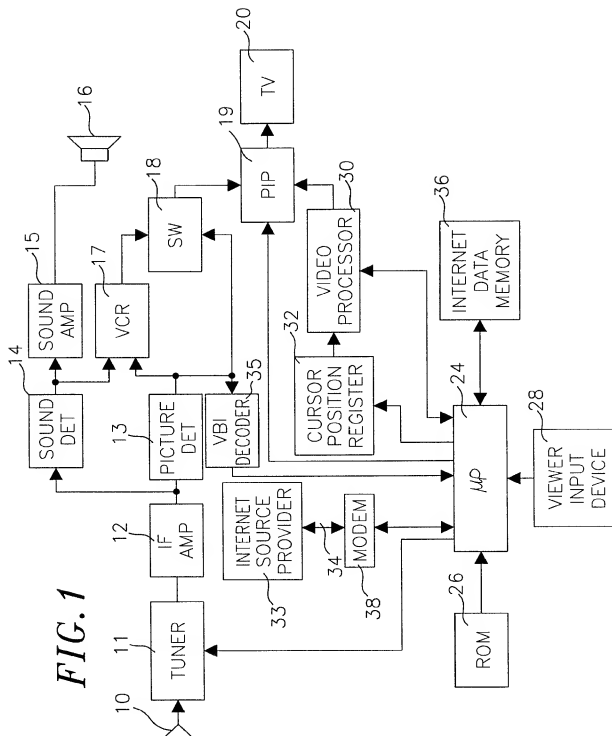 FIG. 1
10
11
TUNER
12
IF
AMP
13
PICTURE
DET
14
SOUND
DET
15
SOUND
AMP
16
17
VCR
18
SW
19
PIP
20
TV
VBI
DECODER
35
30
VIDEO
PROCESSOR
32
CURSOR
POSITION
REGISTER
36
INTERNET
DATA
MEMORY
INTERNET
SOURCE
PROVIDER
33
34
MODEM
38
24
μP
26
ROM
28
VIEWER
INPUT
DEVICE